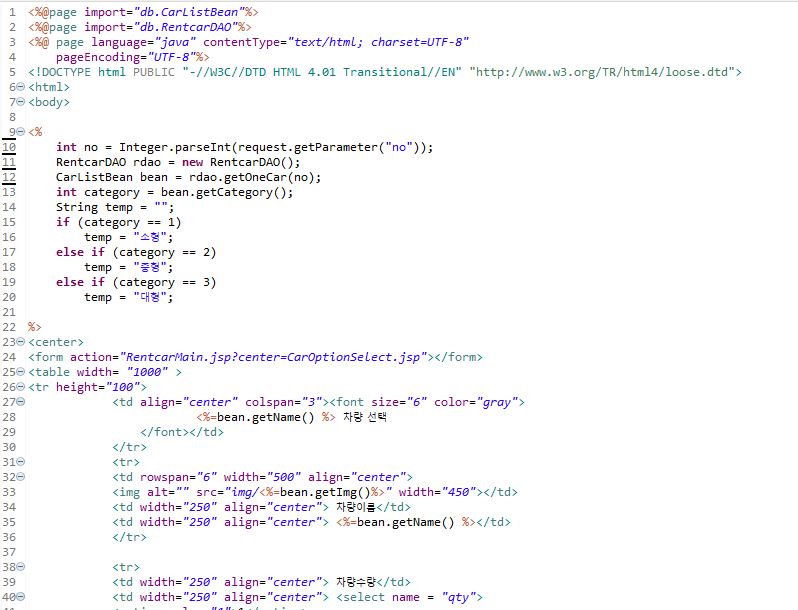 1 <%@page import="db.CarListBean"%>
2 <%@page import="db.RentcarDAO"%>
3 <%@ page language="java" contentType="text/html; charset=UTF-8"
4     pageEncoding="UTF-8"%>
5 <!DOCTYPE html PUBLIC "-//W3C//DTD HTML 4.01 Transitional//EN" "http://www.w3.org/TR/html4/loose.dtd">
6 <html>
7 <body>
8
9 <%
10     int no = Integer.parseInt(request.getParameter("no"));
11     RentcarDAO rdao = new RentcarDAO();
12     CarListBean bean = rdao.getOneCar(no);
13     int category = bean.getCategory();
14     String temp = "";
15     if (category == 1)
16         temp = "소형";
17     else if (category == 2)
18         temp = "중형";
19     else if (category == 3)
20         temp = "대형";
21
22 %>
23 <center>
24 <form action="RentcarMain.jsp?center=CarOptionSelect.jsp"></form>
25 <table width= "1000" >
26 <tr height="100">
27             <td align="center" colspan="3"><font size="6" color="gray">
28                         <%=bean.getName() %> 차량 선택
29                 </font></td>
30             </tr>
31             <tr>
32             <td rowspan="6" width="500" align="center">
33             <img alt="" src="img/<%=bean.getImg()%>" width="450"></td>
34             <td width="250" align="center"> 차량이름</td>
35             <td width="250" align="center"> <%=bean.getName() %></td>
36             </tr>
37
38             <tr>
39             <td width="250" align="center"> 차량수량</td>
40             <td width="250" align="center"> <select name = "qty">